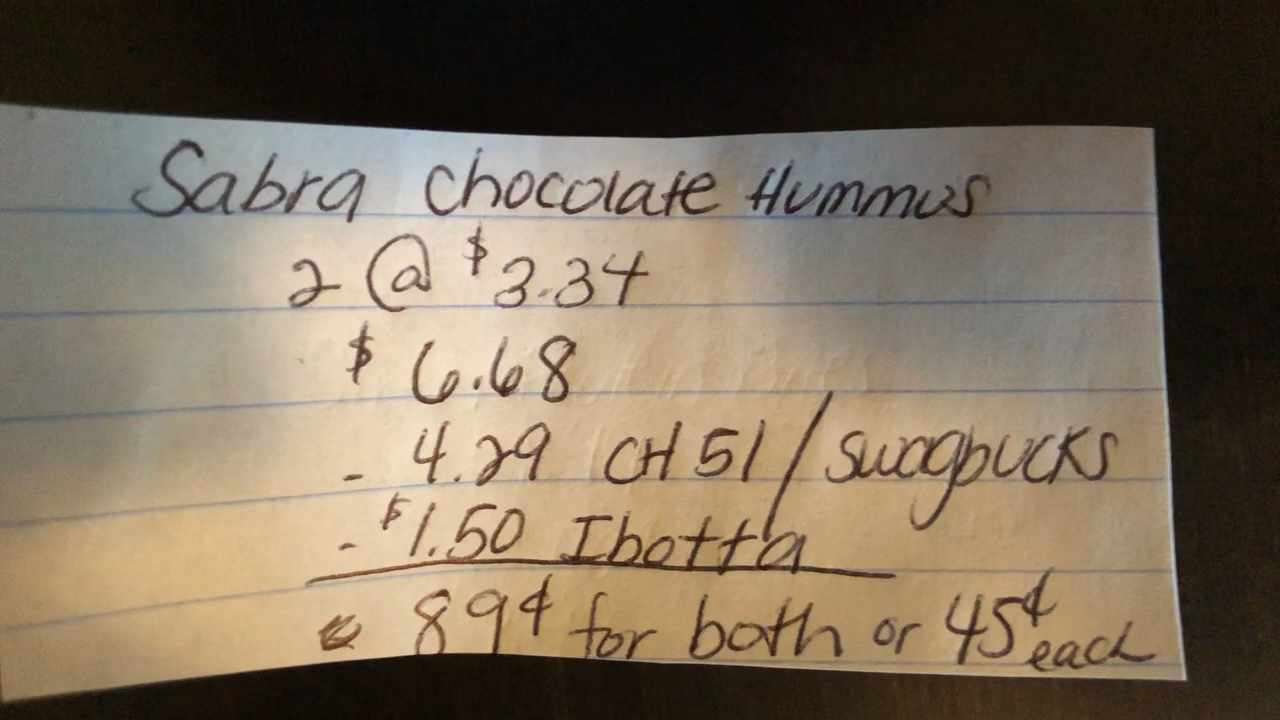 Sabra chocolate Hummus
2 @ $3.34
$ 6.68
- 4.29 CH 51 / Swagbucks
- $1.50 Ibotta
89¢ for both or 45¢ each